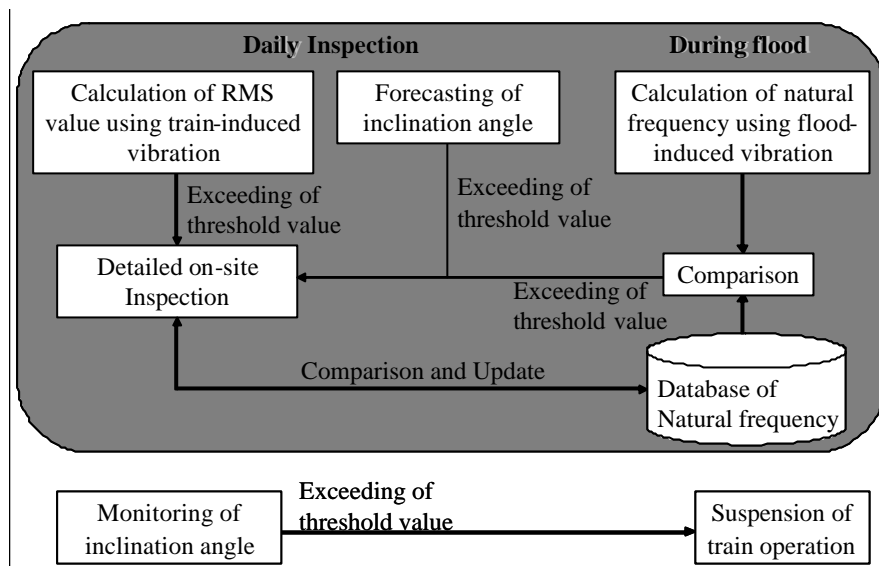 Daily Inspection
During flood
Calculation of RMS
value using train-induced
vibration
Forecasting of
inclination angle
Calculation of natural
frequency using flood-
induced vibration
Exceeding of
threshold value
Exceeding of
threshold value
Detailed on-site
Inspection
Comparison
Exceeding of
threshold value
Comparison and Update
Database of
Natural frequency
Monitoring of
inclination angle
Exceeding of
threshold value
Suspension of
train operation